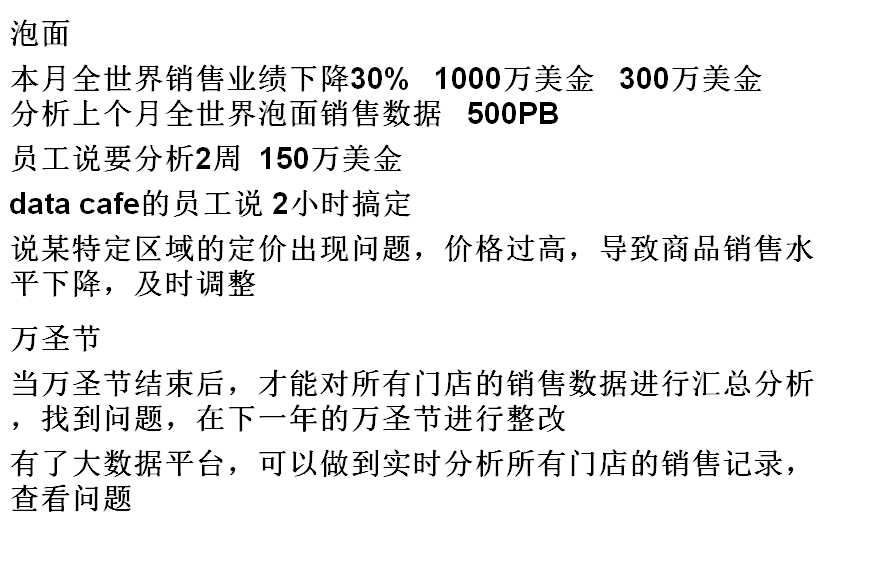 泡面
本月全世界销售业绩下降30% 1000万美金 300万美金
分析上个月全世界泡面销售数据 500PB
员工说要分析2周 150万美金
data cafe的员工说 2小时搞定
说某特定区域的定价出现问题，价格过高，导致商品销售水
平下降，及时调整
万圣节
当万圣节结束后，才能对所有门店的销售数据进行汇总分析
，找到问题，在下一年的万圣节进行整改
有了大数据平台，可以做到实时分析所有门店的销售记录，
查看问题